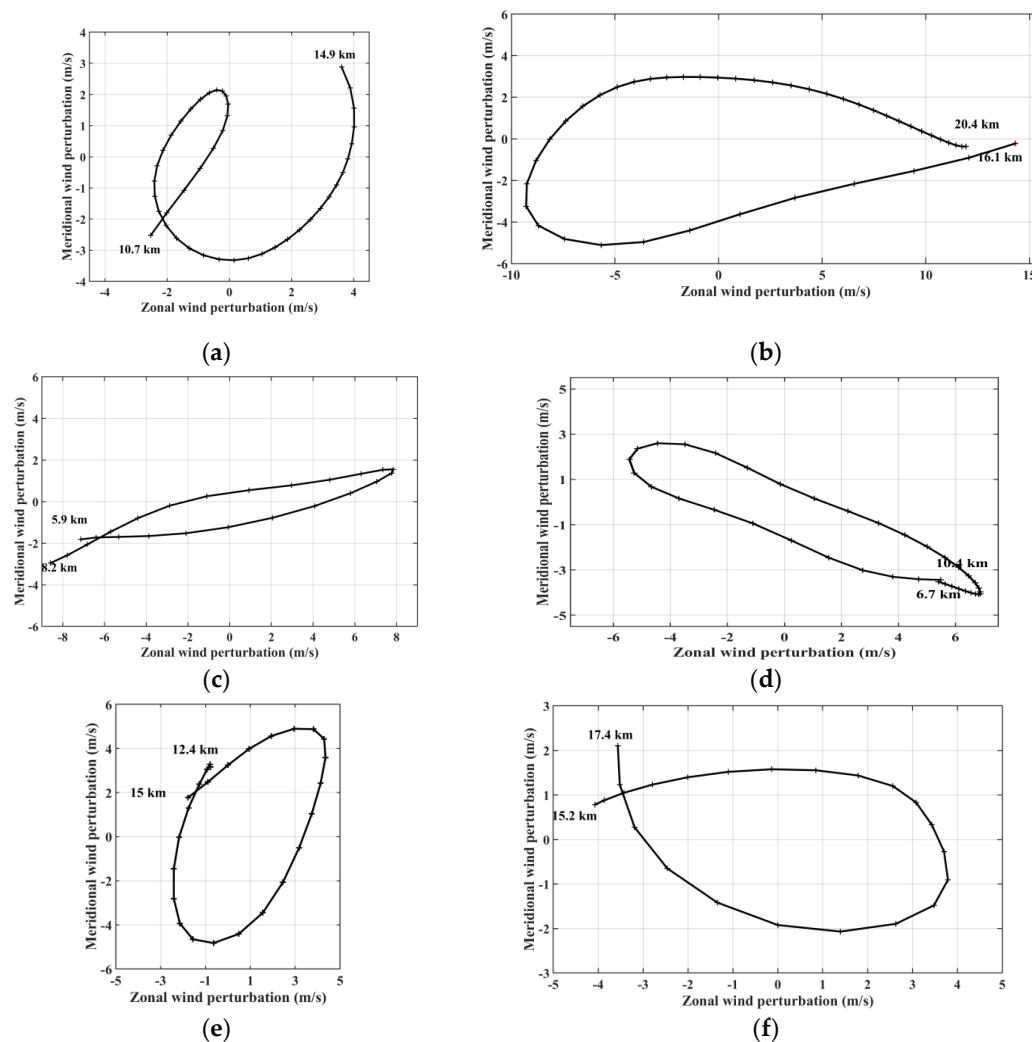 4
3
2
1
0
-1
-2
-3
-4
-4
-2
0
2
4
Meridional wind perturbation (m/s)
Zonal wind perturbation (m/s)
14.9 km
10.7 km
(a)
6
4
2
0
-2
-4
-6
-10
-5
0
5
10
15
Meridional wind perturbation (m/s)
Zonal wind perturbation (m/s)
20.4 km
16.1 km
(b)
6
4
2
0
-2
-4
-6
-8
-6
-4
-2
0
2
4
6
8
Meridional wind perturbation (m/s)
Zonal wind perturbation (m/s)
5.9 km
8.2 km
(c)
5
3
1
-1
-3
-5
-6
-4
-2
0
2
4
6
Meridional wind perturbation (m/s)
Zonal wind perturbation (m/s)
10.4 km
6.7 km
(d)
6
4
2
0
-2
-4
-6
-5
-3
-1
1
3
5
Meridional wind perturbation (m/s)
Zonal wind perturbation (m/s)
12.4 km
15 km
(e)
3
2
1
0
-1
-2
-3
-5
-4
-3
-2
-1
0
1
2
3
4
5
Meridional wind perturbation (m/s)
Zonal wind perturbation (m/s)
17.4 km
15.2 km
(f)